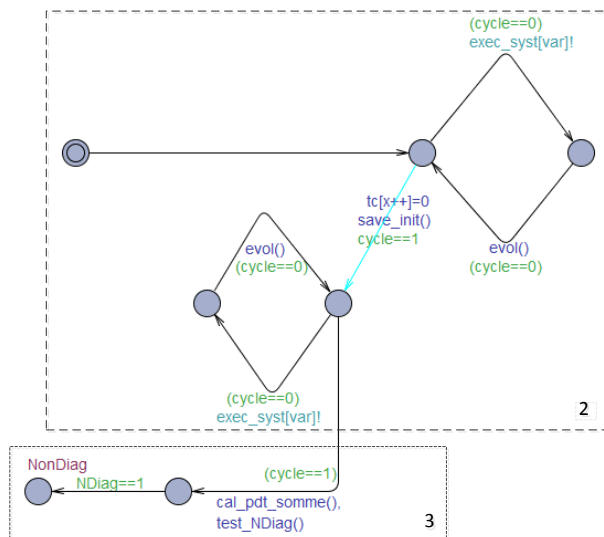 (cycle==0)
exec_syst[var]!
tc[x++]=0
save_init()
cycle==1
evol()
(cycle==0)
evol()
(cycle==0)
(cycle==0)
exec_syst[var]!
2
NonDiag
NDiag==1
(cycle==1)
cal_pdt_somme(),
test_NDiag()
3